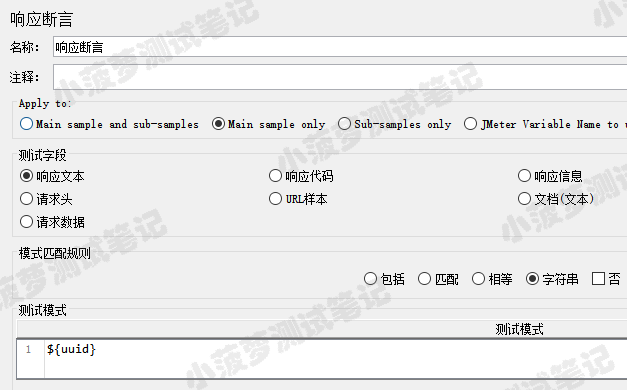 响应断言
名称： 响应断言
注释：
Apply to:
Main sample and sub-samples Main sample only Sub-samples only JMeter Variable Name to
测试字段
响应文本 响应代码 响应信息
请求头 URL样本 文档(文本)
请求数据
模式匹配规则
包括 匹配 相等 字符串 否
测试模式
测试模式
1 ${uuid}
小菠萝测试笔记